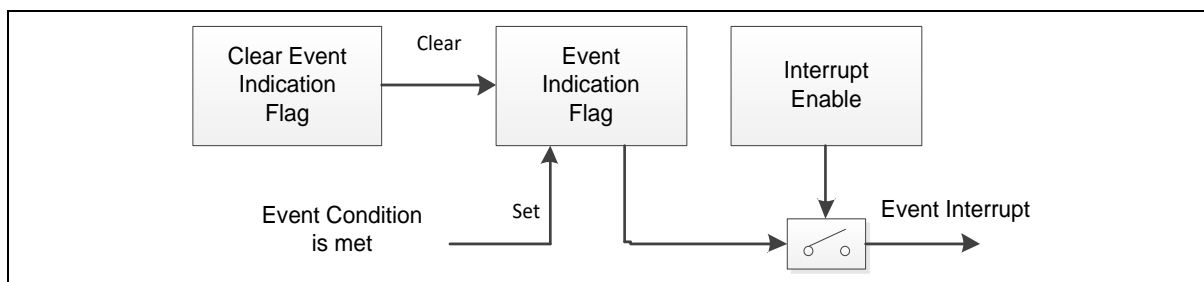 Clear Event
Indication
Flag
Clear
Event
Indication
Flag
Interrupt
Enable
Event Condition
is met
Set
Event Interrupt